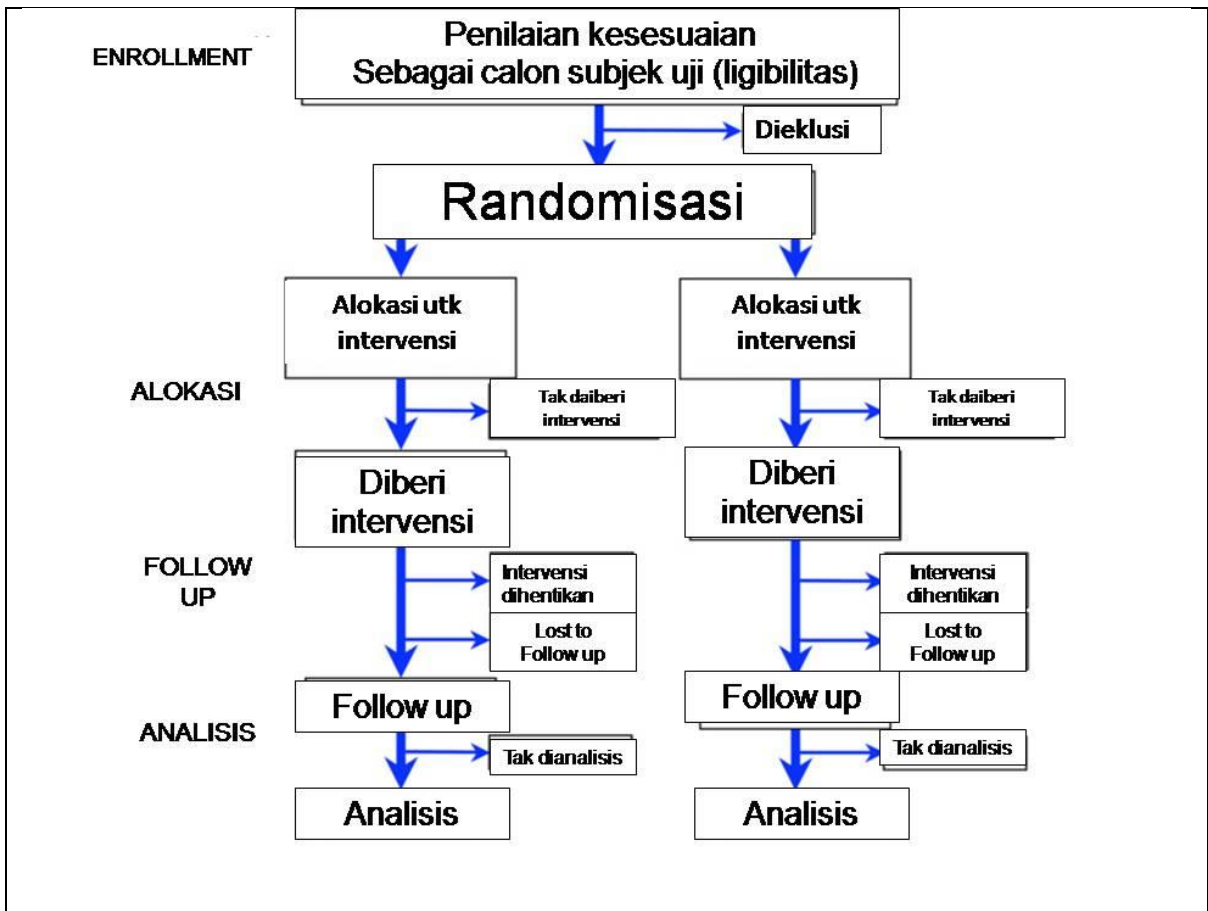 ENROLLMENT
Penilaian kesesuaian
Sebagai calon subjek uji (ligibilitas)
Dieklusi
Randomisasi
Alokasi utk
intervensi
Alokasi utk
intervensi
ALOKASI
Tak daiberi
intervensi
Tak daiberi
intervensi
Diberi
intervensi
Diberi
intervensi
FOLLOW
UP
Intervensi
dihentikan
Intervensi
dihentikan
Lost to
Follow up
Lost to
Follow up
Follow up
Follow up
ANALISIS
Tak dianalisis
Tak dianalisis
Analisis
Analisis